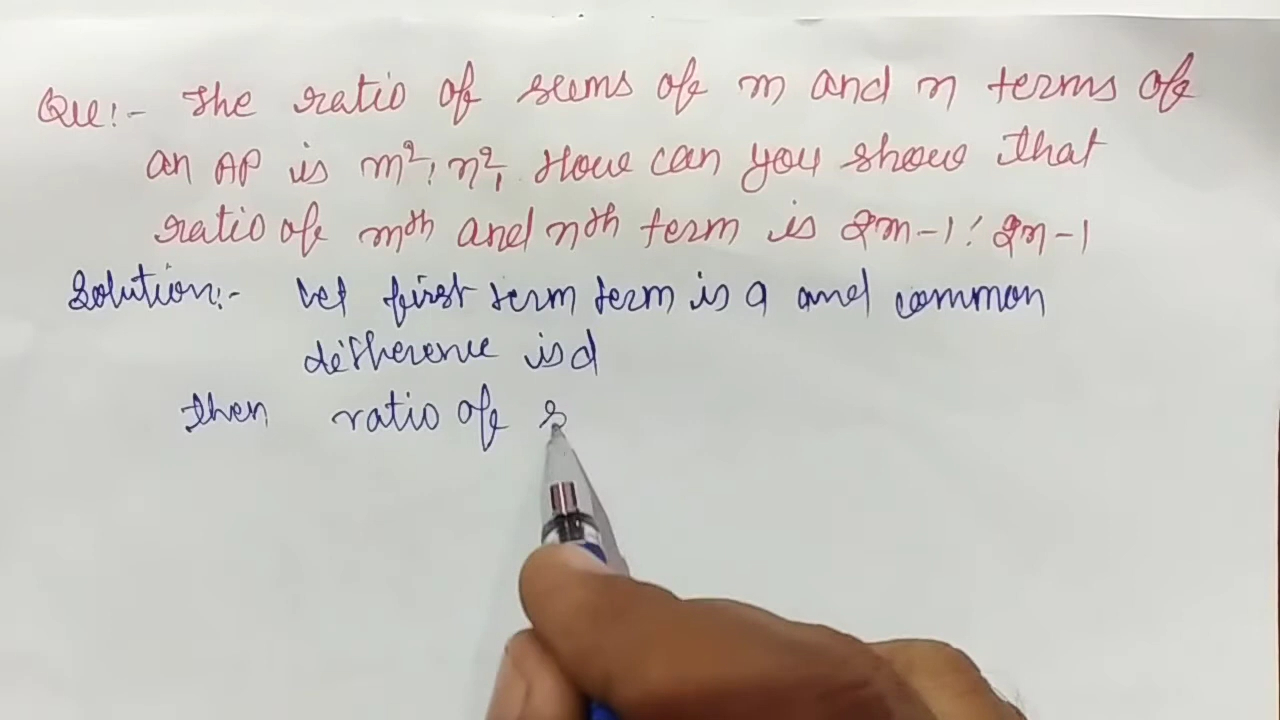 Que:- The ratio of sums of m and n terms of
an AP is m²:n², How can you show that
ratio of mth and nth term is 2m-1:2n-1
Solution:- Let first term term is a and common
difference is d
then ratio of s